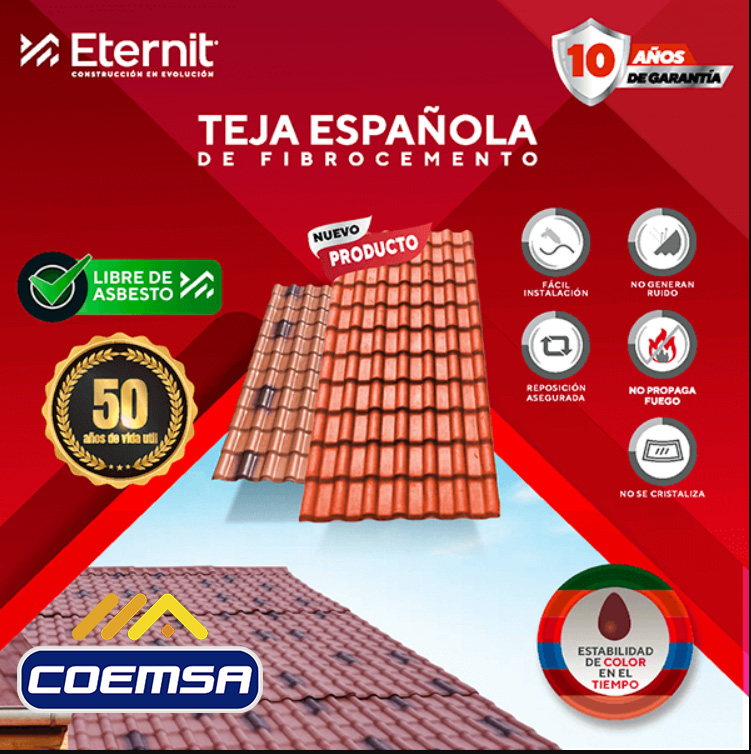 Eternit
CONSTRUCCIÓN EN EVOLUCIÓN
10 AÑOS
DE GARANTÍA
TEJA ESPAÑOLA
DE FIBROCEMENTO
NUEVO
PRODUCTO
LIBRE DE
ASBESTO
50
años de vida util
FÁCIL
INSTALACIÓN
NO GENERAN
RUIDO
REPOSICIÓN
ASEGURADA
NO PROPAGA
FUEGO
NO SE CRISTALIZA
COEMSA
ESTABILIDAD
DE COLOR
EN EL
TIEMPO